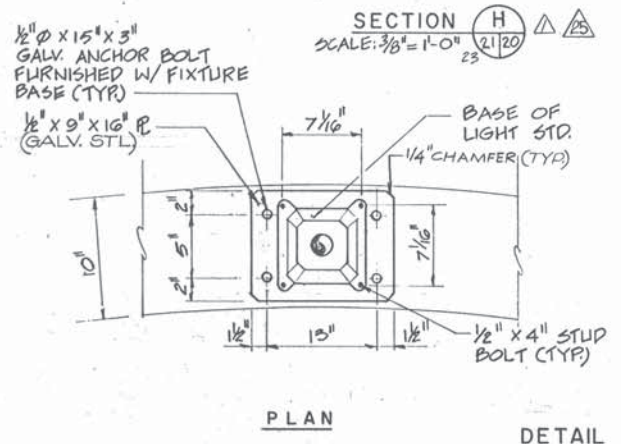 SECTION H 21 20
SCALE: 3/8" = 1'-0" 23
1 25
1/2" Ø X 15" X 3"
GALV. ANCHOR BOLT
FURNISHED W/ FIXTURE
BASE (TYP.)
1/2" X 9" X 16" PL
(GALV. STL)
7 1/16"
BASE OF
LIGHT STD.
1/4" CHAMFER (TYP.)
10"
2"
5"
2"
7 1/16"
1 1/2"
13"
1 1/2"
1/2" X 4" STUD
BOLT (TYP.)
PLAN
DETAIL